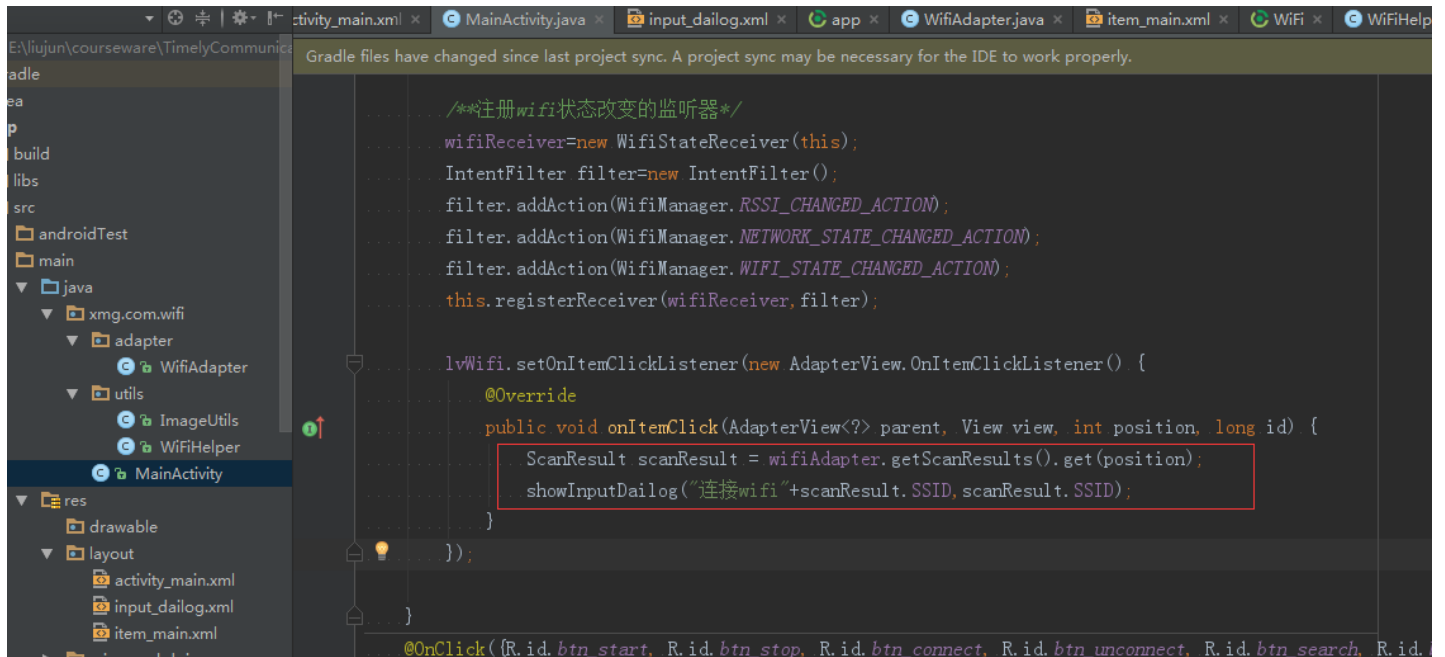 ctivity_main.xml × MainActivity.java × input_dailog.xml × app × WifiAdapter.java × item_main.xml × WiFi × WiFiHelp
E:\liujun\courseware\TimelyCommunica
Gradle files have changed since last project sync. A project sync may be necessary for the IDE to work properly.
adle
ea
p
build
libs
src
androidTest
main
java
xmg.com.wifi
adapter
WifiAdapter
utils
ImageUtils
WiFiHelper
MainActivity
res
drawable
layout
activity_main.xml
input_dailog.xml
item_main.xml
/**注册wifi状态改变的监听器*/
wifiReceiver=new WifiStateReceiver(this);
IntentFilter filter=new IntentFilter();
filter.addAction(WifiManager.RSSI_CHANGED_ACTION);
filter.addAction(WifiManager.NETWORK_STATE_CHANGED_ACTION);
filter.addAction(WifiManager.WIFI_STATE_CHANGED_ACTION);
this.registerReceiver(wifiReceiver,filter);
lvWifi.setOnItemClickListener(new AdapterView.OnItemClickListener() {
@Override
public void onItemClick(AdapterView<?> parent, View view, int position, long id) {
ScanResult scanResult = wifiAdapter.getScanResults().get(position);
showInputDailog("连接wifi"+scanResult.SSID,scanResult.SSID);
}
});
}
@OnClick({R.id.btn_start, R.id.btn_stop, R.id.btn_connect, R.id.btn_unconnect, R.id.btn_search, R.id.